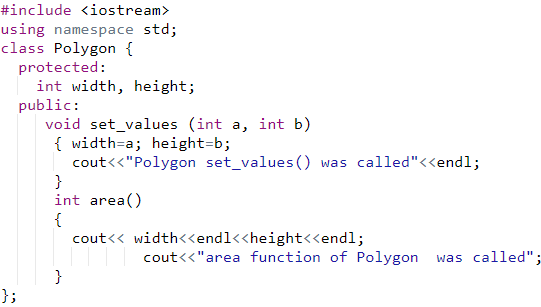 #include <iostream>
using namespace std;
class Polygon {
  protected:
    int width, height;
  public:
     void set_values (int a, int b)
      { width=a; height=b;
        cout<<"Polygon set_values() was called"<<endl;
      }
      int area()
      {
        cout<< width<<endl<<height<<endl;
                cout<<"area function of Polygon  was called";
      }
};